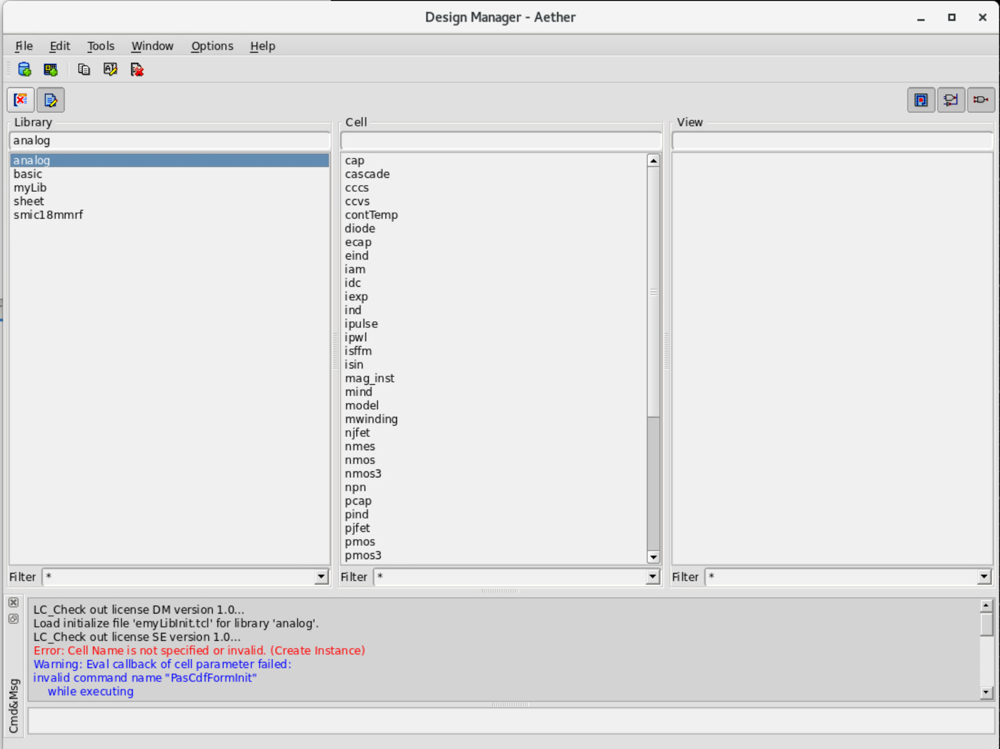 Design Manager - Aether
File Edit Tools Window Options Help
Library
analog
analog
basic
myLib
sheet
smic18mmrf
Filter *
Cell
cap
cascade
cccs
ccvs
contTemp
diode
ecap
eind
iam
idc
iexp
ind
ipulse
ipwl
isffm
isin
mag_inst
mind
model
mwinding
njfet
nmes
nmos
nmos3
npn
pcap
pind
pjfet
pmos
pmos3
Filter *
View
Filter *
Cmd&Msg
LC_Check out license DM version 1.0...
Load initialize file 'emyLibInit.tcl' for library 'analog'.
LC_Check out license SE version 1.0...
Error: Cell Name is not specified or invalid. (Create Instance)
Warning: Eval callback of cell parameter failed:
invalid command name "PasCdfFormInit"
while executing